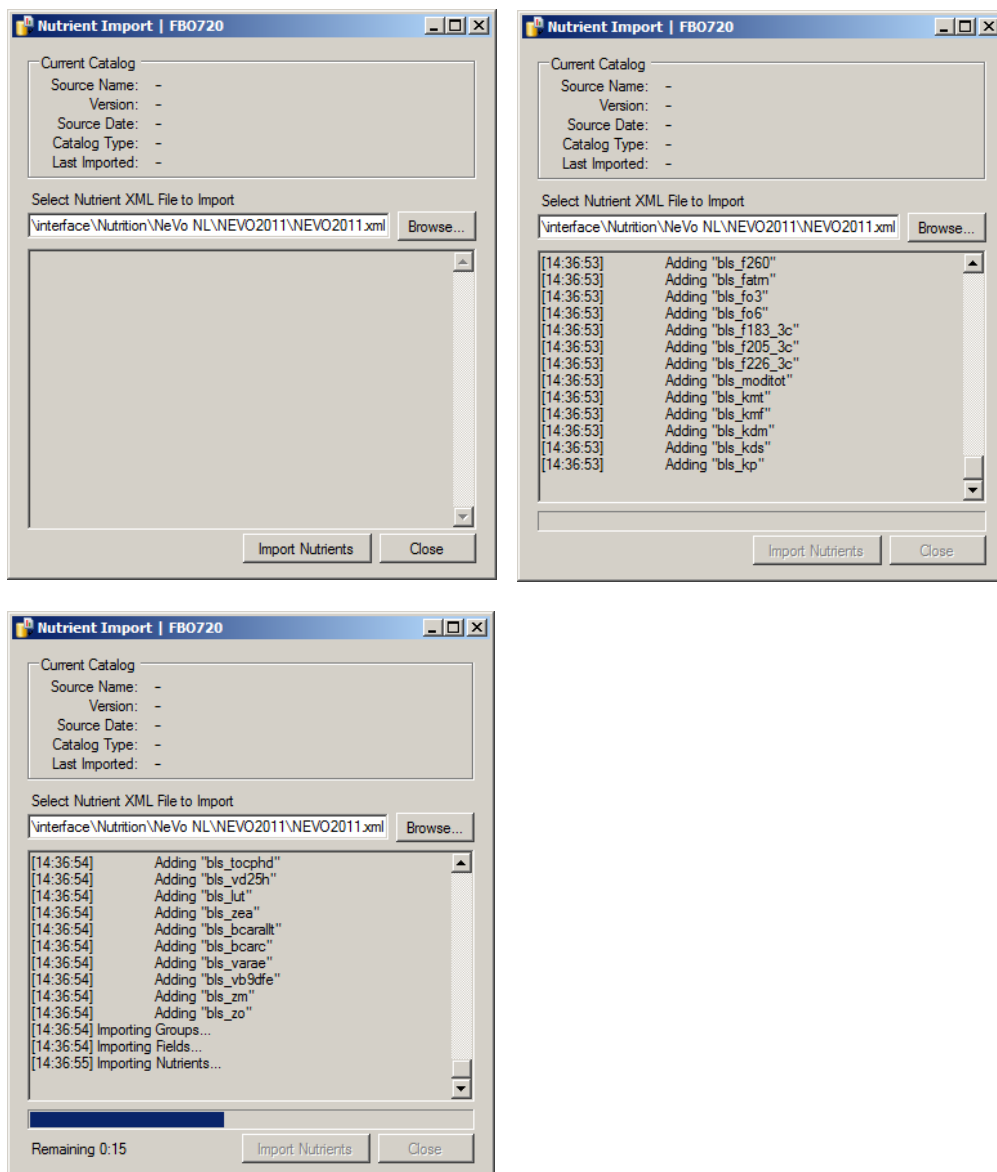 Nutrient Import | FBO720
Current Catalog
Source Name: -
Version: -
Source Date: -
Catalog Type: -
Last Imported: -
Select Nutrient XML File to Import
\interface\Nutrition\NeVo NL\NEVO2011\NEVO2011.xml
Browse...
Import Nutrients
Close
Nutrient Import | FBO720
Current Catalog
Source Name: -
Version: -
Source Date: -
Catalog Type: -
Last Imported: -
Select Nutrient XML File to Import
\interface\Nutrition\NeVo NL\NEVO2011\NEVO2011.xml
Browse...
[14:36:53] Adding "bls_f260"
[14:36:53] Adding "bls_fatm"
[14:36:53] Adding "bls_fo3"
[14:36:53] Adding "bls_fo6"
[14:36:53] Adding "bls_f183_3c"
[14:36:53] Adding "bls_f205_3c"
[14:36:53] Adding "bls_f226_3c"
[14:36:53] Adding "bls_moditot"
[14:36:53] Adding "bls_kmt"
[14:36:53] Adding "bls_kmf"
[14:36:53] Adding "bls_kdm"
[14:36:53] Adding "bls_kds"
[14:36:53] Adding "bls_kp"
Import Nutrients
Close
Nutrient Import | FBO720
Current Catalog
Source Name: -
Version: -
Source Date: -
Catalog Type: -
Last Imported: -
Select Nutrient XML File to Import
\interface\Nutrition\NeVo NL\NEVO2011\NEVO2011.xml
Browse...
[14:36:54] Adding "bls_tocphd"
[14:36:54] Adding "bls_vd25h"
[14:36:54] Adding "bls_lut"
[14:36:54] Adding "bls_zea"
[14:36:54] Adding "bls_bcarallt"
[14:36:54] Adding "bls_bcarc"
[14:36:54] Adding "bls_varae"
[14:36:54] Adding "bls_vb9dfe"
[14:36:54] Adding "bls_zm"
[14:36:54] Adding "bls_zo"
[14:36:54] Importing Groups...
[14:36:54] Importing Fields...
[14:36:55] Importing Nutrients...
Remaining 0:15
Import Nutrients
Close